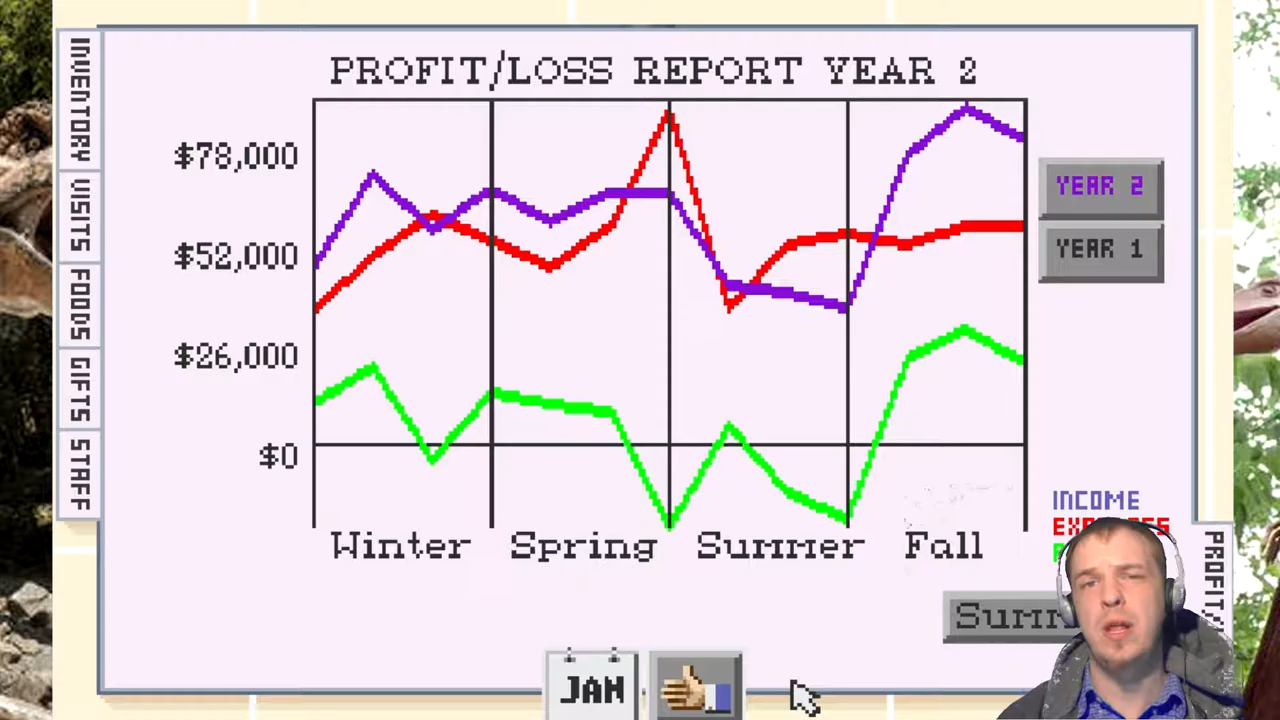 PROFIT/LOSS REPORT YEAR 2
INVENTORY
VISITS
FOODS
GIFTS
STAFF
$78,000
$52,000
$26,000
$0
Winter
Spring
Summer
Fall
YEAR 2
YEAR 1
INCOME
JAN